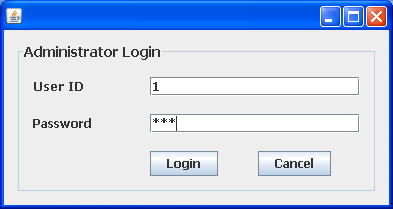 Administrator Login
User ID 1
Password ***
Login Cancel